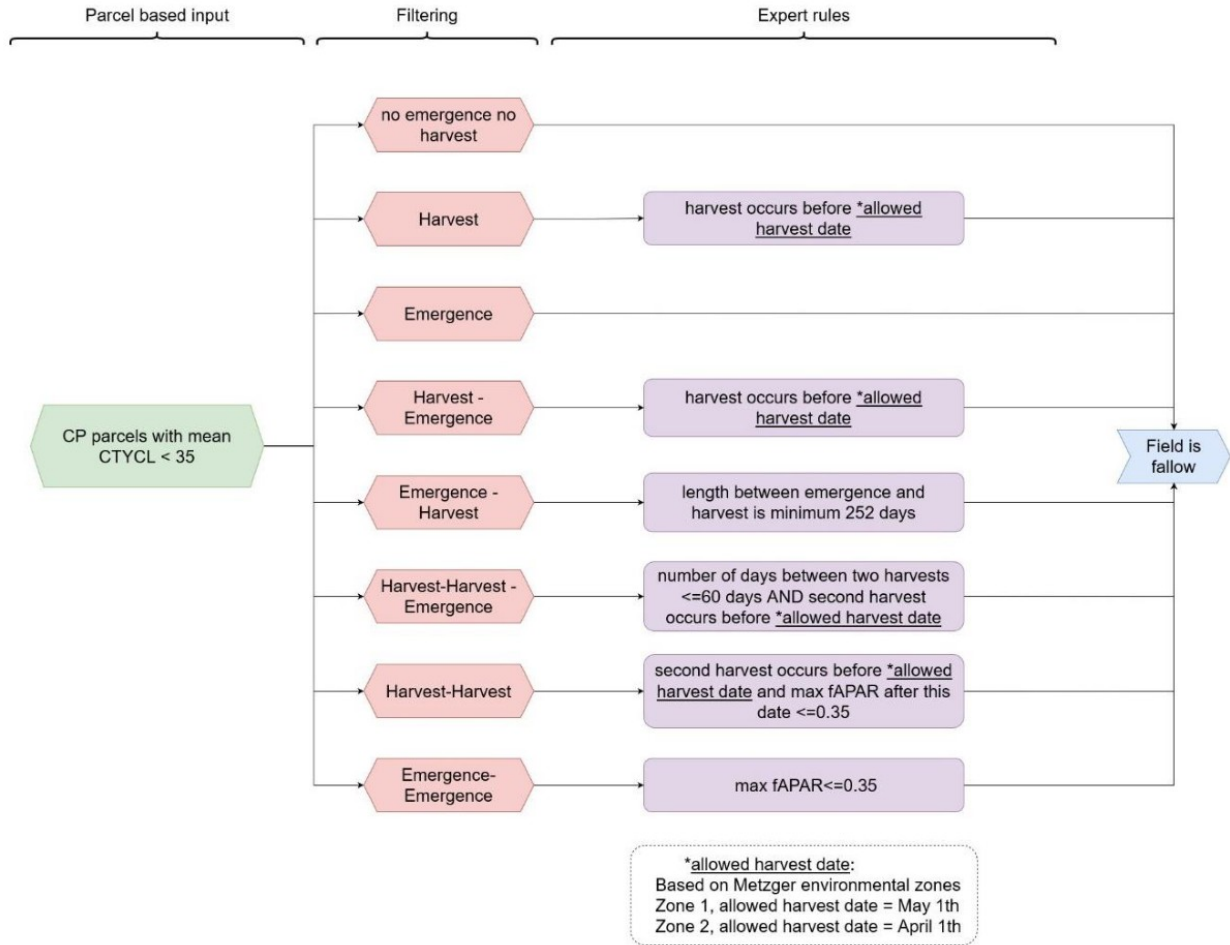 Parcel based input
Filtering
Expert rules
no emergence no
harvest
Harvest
harvest occurs before *allowed
harvest date
Emergence
Harvest -
Emergence
harvest occurs before *allowed
harvest date
CP parcels with mean
CTYCL < 35
Field is
fallow
Emergence -
Harvest
length between emergence and
harvest is minimum 252 days
Harvest-Harvest -
Emergence
number of days between two harvests
<=60 days AND second harvest
occurs before *allowed harvest date
Harvest-Harvest
second harvest occurs before *allowed
harvest date and max fAPAR after this
date <=0.35
Emergence-
Emergence
max fAPAR<=0.35
*allowed harvest date:
Based on Metzger environmental zones
Zone 1, allowed harvest date = May 1th
Zone 2, allowed harvest date = April 1th